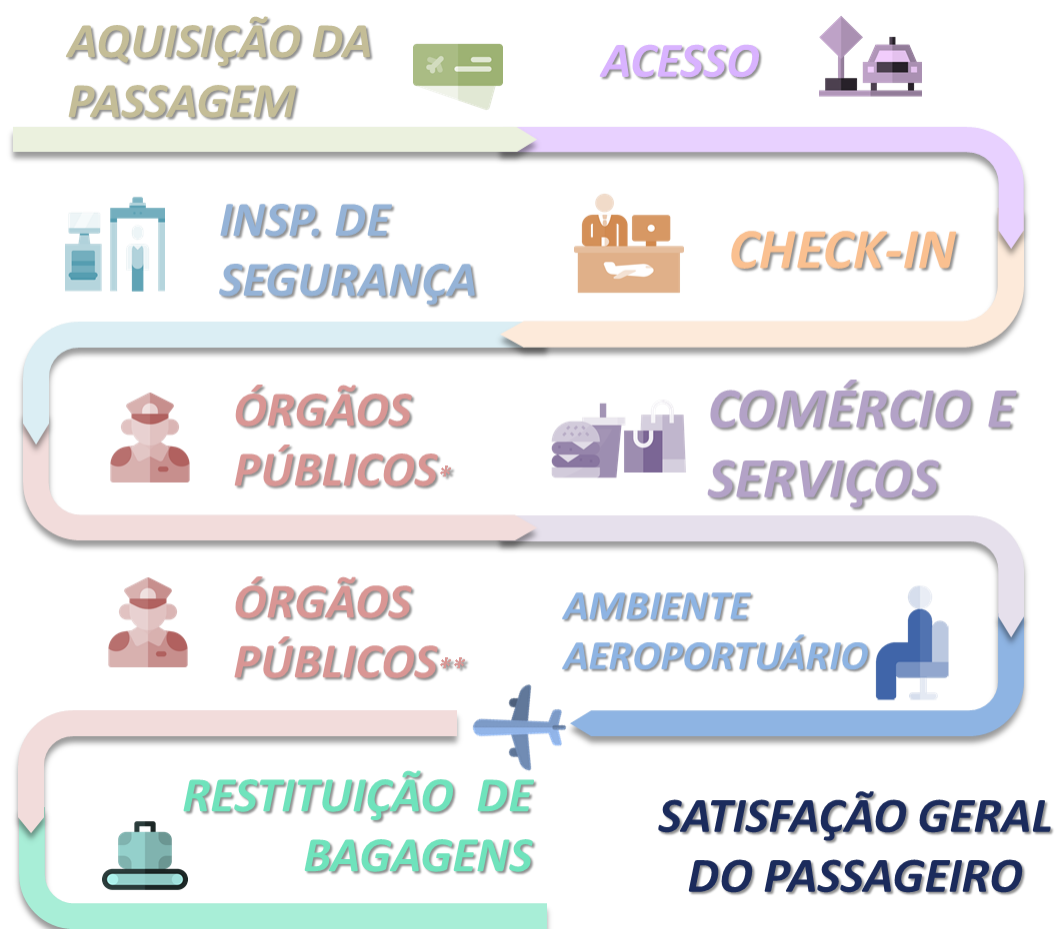 AQUISIÇÃO DA
PASSAGEM
ACESSO
INSP. DE
SEGURANÇA
CHECK-IN
ÓRGÃOS
PÚBLICOS*
COMÉRCIO E
SERVIÇOS
ÓRGÃOS
PÚBLICOS**
AMBIENTE
AEROPORTUÁRIO
RESTITUIÇÃO DE
BAGAGENS
SATISFAÇÃO GERAL
DO PASSAGEIRO